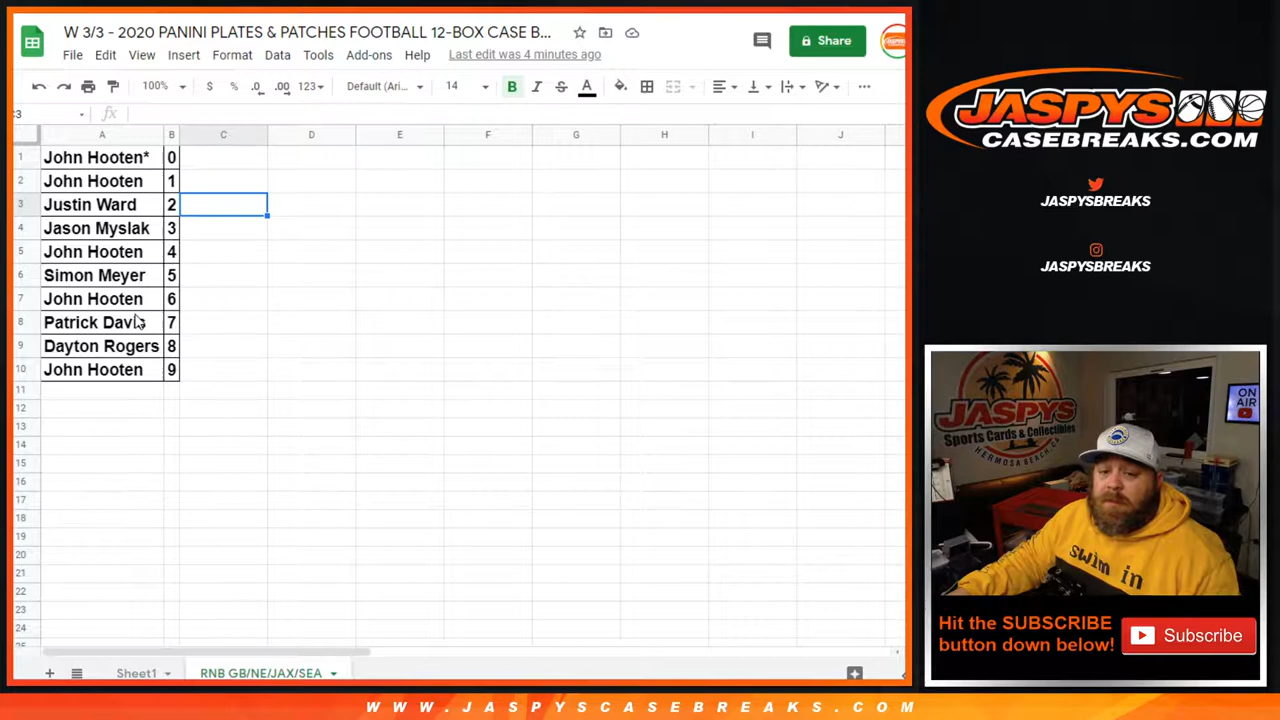 W 3/3 - 2020 PANINI PLATES & PATCHES FOOTBALL 12-BOX CASE B...
File Edit View Insert Format Data Tools Add-ons Help Last edit was 4 minutes ago
Share
100% $ % .0 .00 123 Default (Ari... 14 B I S A
fx
A B C D E F G H I J
1 John Hooten* 0
2 John Hooten 1
3 Justin Ward 2
4 Jason Myslak 3
5 John Hooten 4
6 Simon Meyer 5
7 John Hooten 6
8 Patrick Davis 7
9 Dayton Rogers 8
10 John Hooten 9
11
12
13
14
15
16
17
18
19
20
21
22
23
24
Sheet1 RNB GB/NE/JAX/SEA
JASPYS
CASEBREAKS.COM
JASPYSBREAKS
JASPYSBREAKS
JASPYS
Sports Cards & Collectibles
HERMOSA BEACH, CA
ON
AIR
swim in
Hit the SUBSCRIBE
button down below!
Subscribe
WWW.JASPYSCASEBREAKS.COM